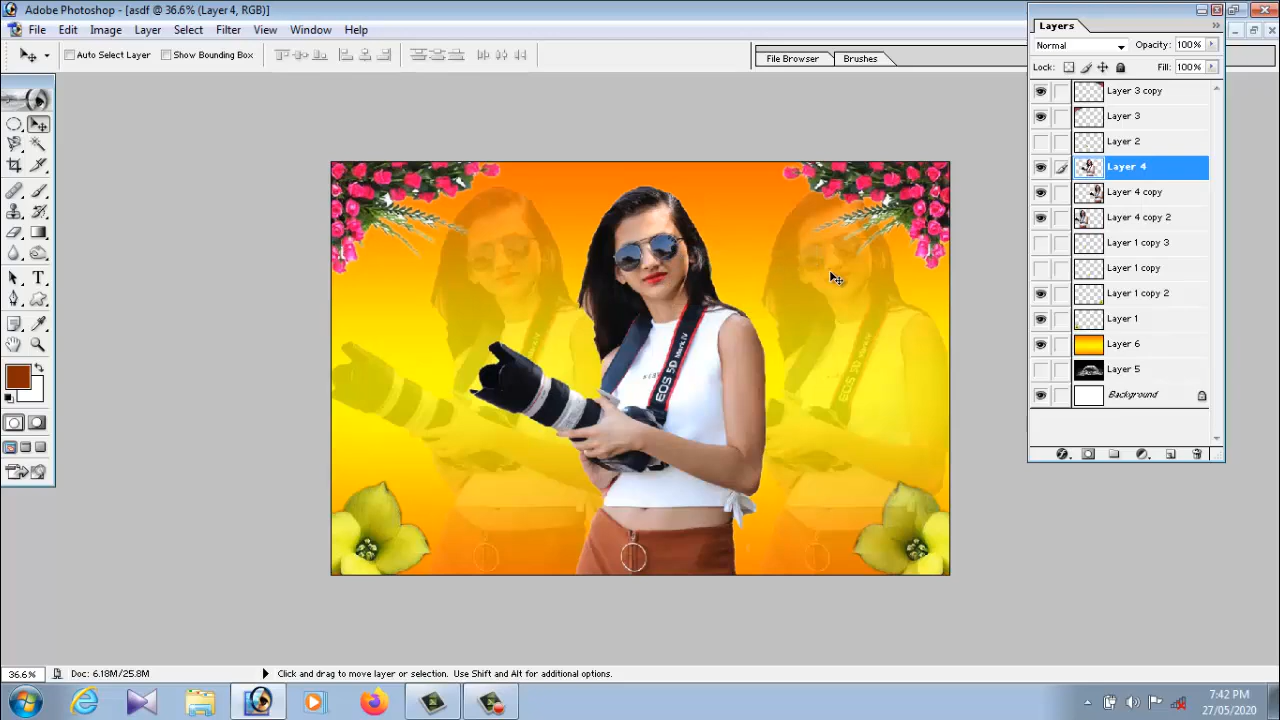 Adobe Photoshop - [asdf @ 36.6% (Layer 4, RGB)]
File Edit Image Layer Select Filter View Window Help
Auto Select Layer Show Bounding Box
File Browser Brushes
Layers
Normal Opacity: 100%
Lock: Fill: 100%
Layer 3 copy
Layer 3
Layer 2
Layer 4
Layer 4 copy
Layer 4 copy 2
Layer 1 copy 3
Layer 1 copy
Layer 1 copy 2
Layer 1
Layer 6
Layer 5
Background
EOS 5D Mark IV
36.6% Doc: 6.18M/25.8M Click and drag to move layer or selection. Use Shift and Alt for additional options.
7:42 PM
27/05/2020